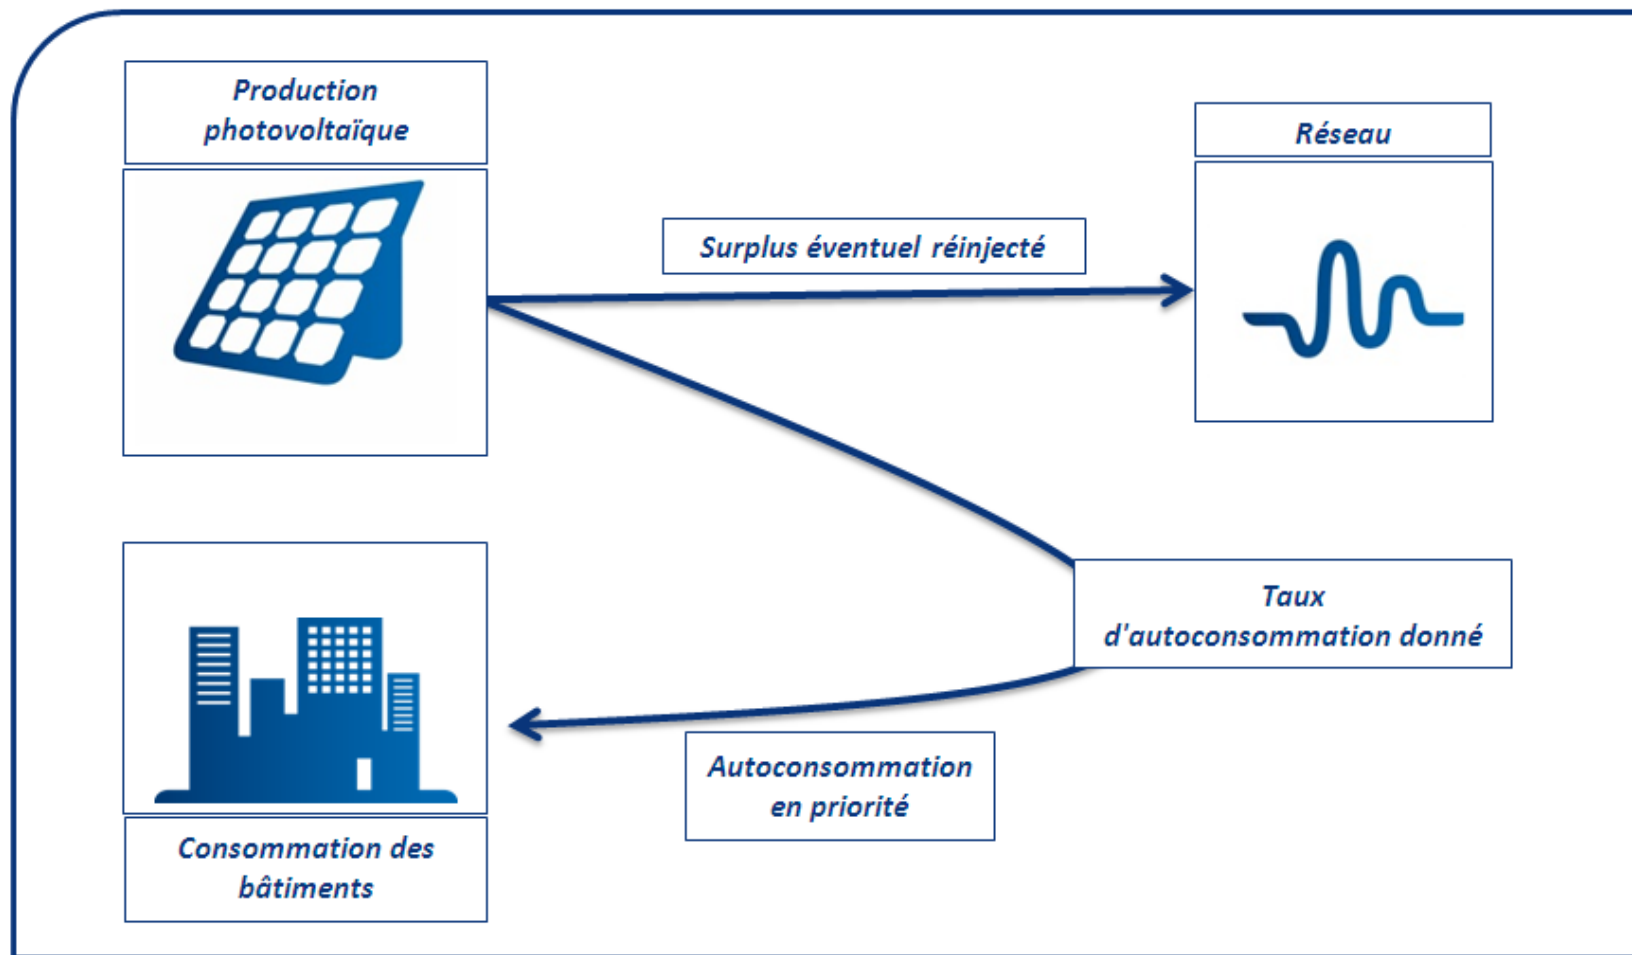 Production
photovoltaïque
Réseau
Surplus éventuel réinjecté
Taux
d'autoconsommation donné
Autoconsommation
en priorité
Consommation des
bâtiments